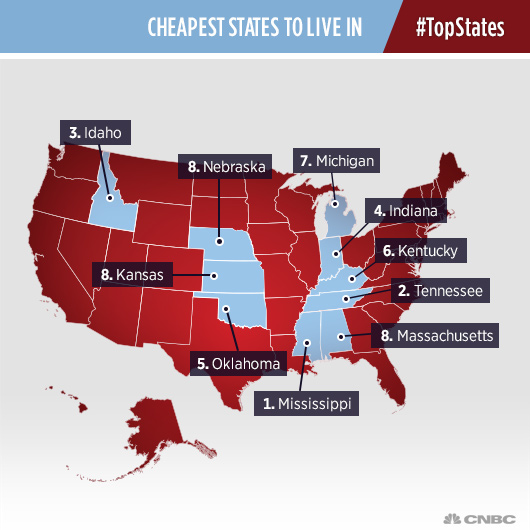 CHEAPEST STATES TO LIVE IN
#TopStates
3. Idaho
8. Nebraska
7. Michigan
4. Indiana
6. Kentucky
8. Kansas
2. Tennessee
8. Massachusetts
5. Oklahoma
1. Mississippi
CNBC